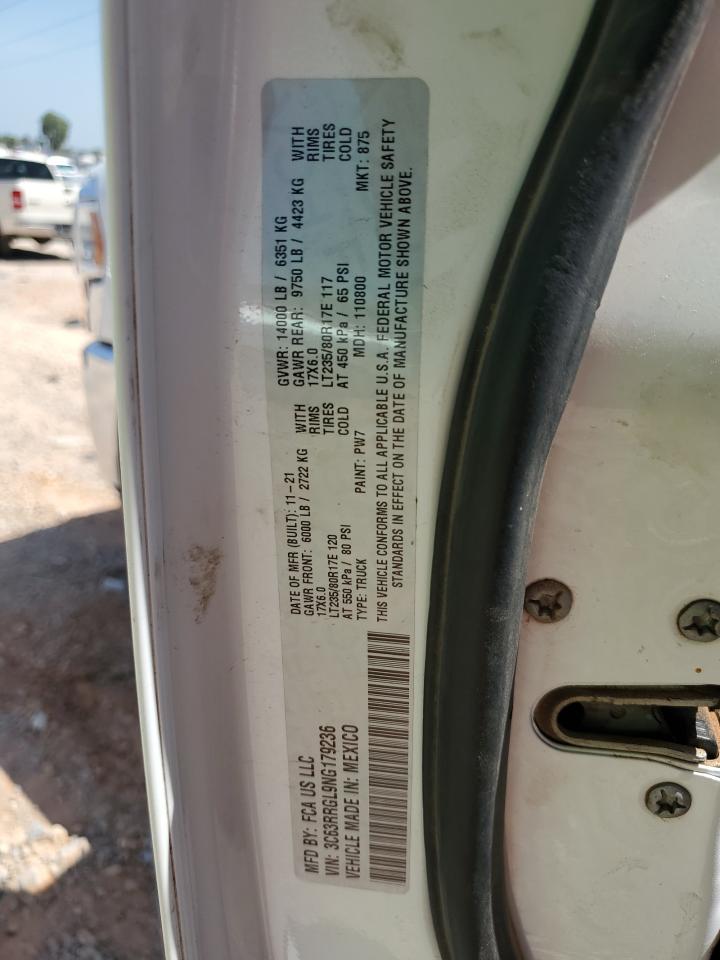 MFD BY: FCA US LLC
VIN: 3C63RRGL9NG179236
VEHICLE MADE IN: MEXICO
DATE OF MFR (BUILT): 11-21
GAWR FRONT: 6000 LB / 2722 KG WITH
17X6.0 RIMS
LT235/80R17E 120 TIRES
AT 550 kPa / 80 PSI COLD
TYPE: TRUCK PAINT: PW7
GVWR: 14000 LB / 6351 KG
GAWR REAR: 9750 LB / 4423 KG WITH
17X6.0 RIMS
LT235/80R17E 117 TIRES
AT 450 kPa / 65 PSI COLD
MDH: 110800 MKT: 875
THIS VEHICLE CONFORMS TO ALL APPLICABLE U.S.A. FEDERAL MOTOR VEHICLE SAFETY
STANDARDS IN EFFECT ON THE DATE OF MANUFACTURE SHOWN ABOVE.